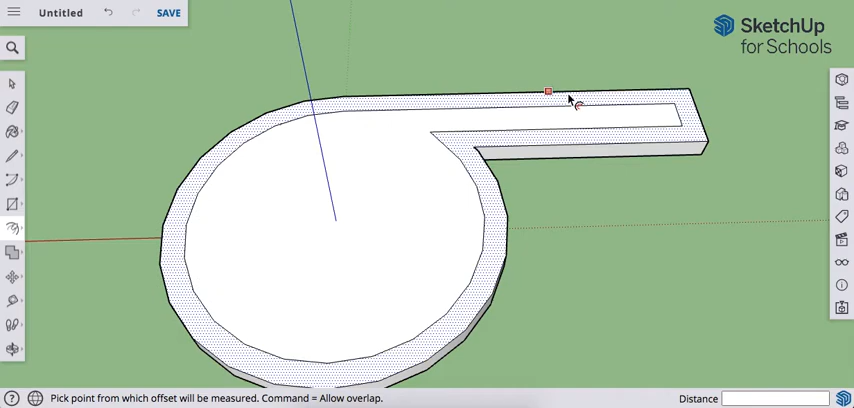 Untitled
SAVE
SketchUp
for Schools
Pick point from which offset will be measured. Command = Allow overlap.
Distance